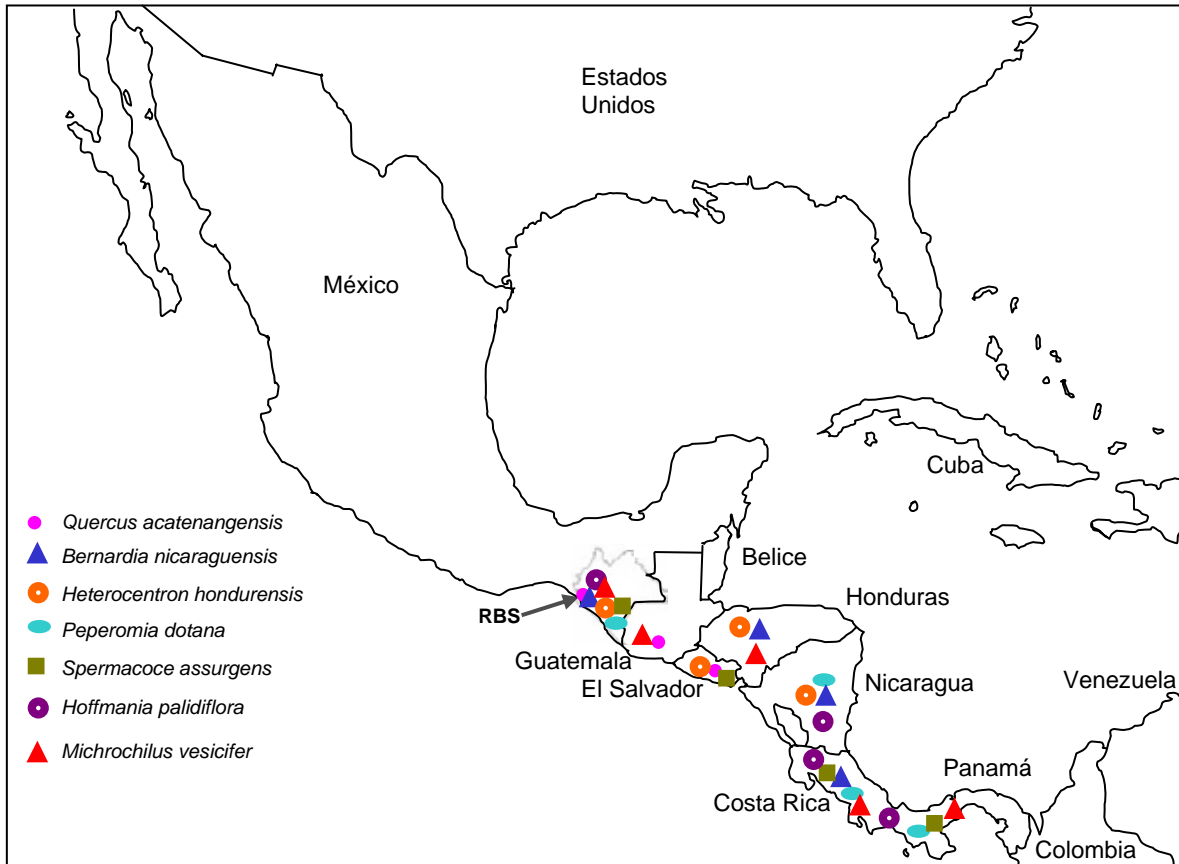 Estados
Unidos
México
Cuba
Quercus acatenangensis
Bernardia nicaraguensis
Heterocentron hondurensis
Peperomia dotana
Spermacoce assurgens
Hoffmania palidiflora
Michrochilus vesicifer
Belice
RBS
Honduras
Guatemala
El Salvador
Nicaragua
Venezuela
Costa Rica
Panamá
Colombia